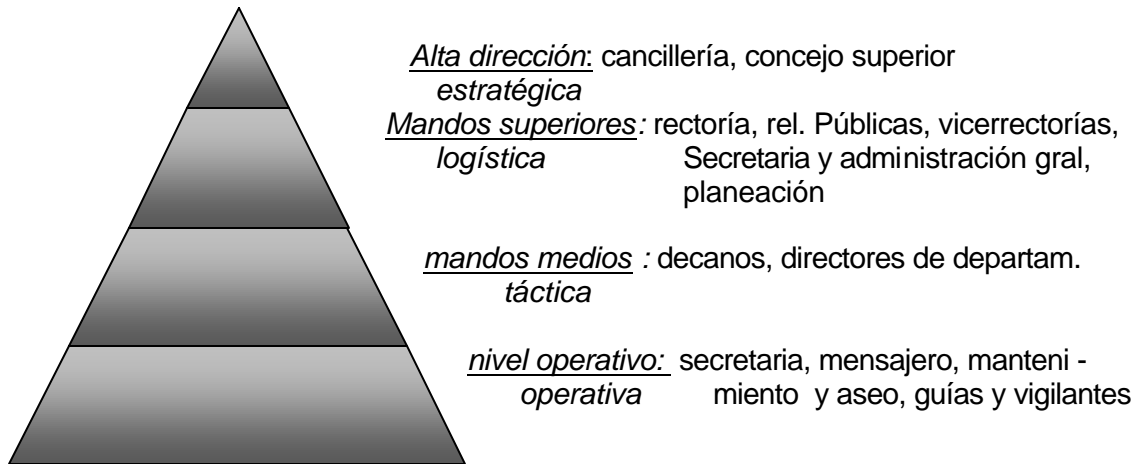 Alta dirección: cancillería, concejo superior
estratégica
Mandos superiores: rectoría, rel. Públicas, vicerrectorías,
logística Secretaria y administración gral,
planeación
mandos medios : decanos, directores de departam.
táctica
nivel operativo: secretaria, mensajero, manteni -
operativa miento y aseo, guías y vigilantes